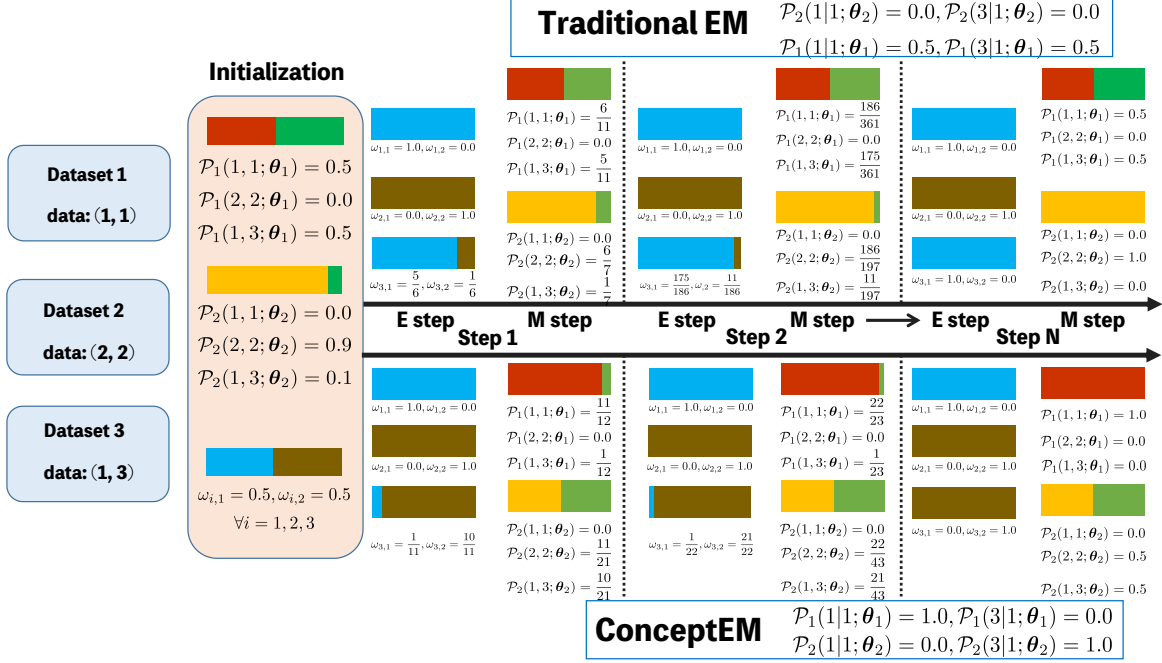 Traditional EM
𝒫₂(1|1; θ₂) = 0.0, 𝒫₂(3|1; θ₂) = 0.0
𝒫₁(1|1; θ₁) = 0.5, 𝒫₁(3|1; θ₁) = 0.5
Initialization
Dataset 1
data: (1, 1)
Dataset 2
data: (2, 2)
Dataset 3
data: (1, 3)
𝒫₁(1, 1; θ₁) = 0.5
𝒫₁(2, 2; θ₁) = 0.0
𝒫₁(1, 3; θ₁) = 0.5
𝒫₂(1, 1; θ₂) = 0.0
𝒫₂(2, 2; θ₂) = 0.9
𝒫₂(1, 3; θ₂) = 0.1
ω_{i,1} = 0.5, ω_{i,2} = 0.5
∀i = 1, 2, 3
ω_{1,1} = 1.0, ω_{1,2} = 0.0
ω_{2,1} = 0.0, ω_{2,2} = 1.0
ω_{3,1} = 5/6, ω_{3,2} = 1/6
𝒫₁(1, 1; θ₁) = 6/11
𝒫₁(2, 2; θ₁) = 0.0
𝒫₁(1, 3; θ₁) = 5/11
𝒫₂(1, 1; θ₂) = 0.0
𝒫₂(2, 2; θ₂) = 6/7
𝒫₂(1, 3; θ₂) = 1/7
ω_{1,1} = 1.0, ω_{1,2} = 0.0
ω_{2,1} = 0.0, ω_{2,2} = 1.0
ω_{3,1} = 175/186, ω_{,2} = 11/186
𝒫₁(1, 1; θ₁) = 186/361
𝒫₁(2, 2; θ₁) = 0.0
𝒫₁(1, 3; θ₁) = 175/361
𝒫₂(1, 1; θ₂) = 0.0
𝒫₂(2, 2; θ₂) = 186/197
𝒫₂(1, 3; θ₂) = 11/197
ω_{1,1} = 1.0, ω_{1,2} = 0.0
ω_{2,1} = 0.0, ω_{2,2} = 1.0
ω_{3,1} = 1.0, ω_{3,2} = 0.0
𝒫₁(1, 1; θ₁) = 0.5
𝒫₁(2, 2; θ₁) = 0.0
𝒫₁(1, 3; θ₁) = 0.5
𝒫₂(1, 1; θ₂) = 0.0
𝒫₂(2, 2; θ₂) = 1.0
𝒫₂(1, 3; θ₂) = 0.0
E step M step E step M step E step M step
Step 1 Step 2 Step N
ω_{1,1} = 1.0, ω_{1,2} = 0.0
ω_{2,1} = 0.0, ω_{2,2} = 1.0
ω_{3,1} = 1/11, ω_{3,2} = 10/11
𝒫₁(1, 1; θ₁) = 11/12
𝒫₁(2, 2; θ₁) = 0.0
𝒫₁(1, 3; θ₁) = 1/12
𝒫₂(1, 1; θ₂) = 0.0
𝒫₂(2, 2; θ₂) = 11/21
𝒫₂(1, 3; θ₂) = 10/21
ω_{1,1} = 1.0, ω_{1,2} = 0.0
ω_{2,1} = 0.0, ω_{2,2} = 1.0
ω_{3,1} = 1/22, ω_{3,2} = 21/22
𝒫₁(1, 1; θ₁) = 22/23
𝒫₁(2, 2; θ₁) = 0.0
𝒫₁(1, 3; θ₁) = 1/23
𝒫₂(1, 1; θ₂) = 0.0
𝒫₂(2, 2; θ₂) = 22/43
𝒫₂(1, 3; θ₂) = 21/43
ω_{1,1} = 1.0, ω_{1,2} = 0.0
ω_{2,1} = 0.0, ω_{2,2} = 1.0
ω_{3,1} = 0.0, ω_{3,2} = 1.0
𝒫₁(1, 1; θ₁) = 1.0
𝒫₁(2, 2; θ₁) = 0.0
𝒫₁(1, 3; θ₁) = 0.0
𝒫₂(1, 1; θ₂) = 0.0
𝒫₂(2, 2; θ₂) = 0.5
𝒫₂(1, 3; θ₂) = 0.5
ConceptEM
𝒫₁(1|1; θ₁) = 1.0, 𝒫₁(3|1; θ₁) = 0.0
𝒫₂(1|1; θ₂) = 0.0, 𝒫₂(3|1; θ₂) = 1.0